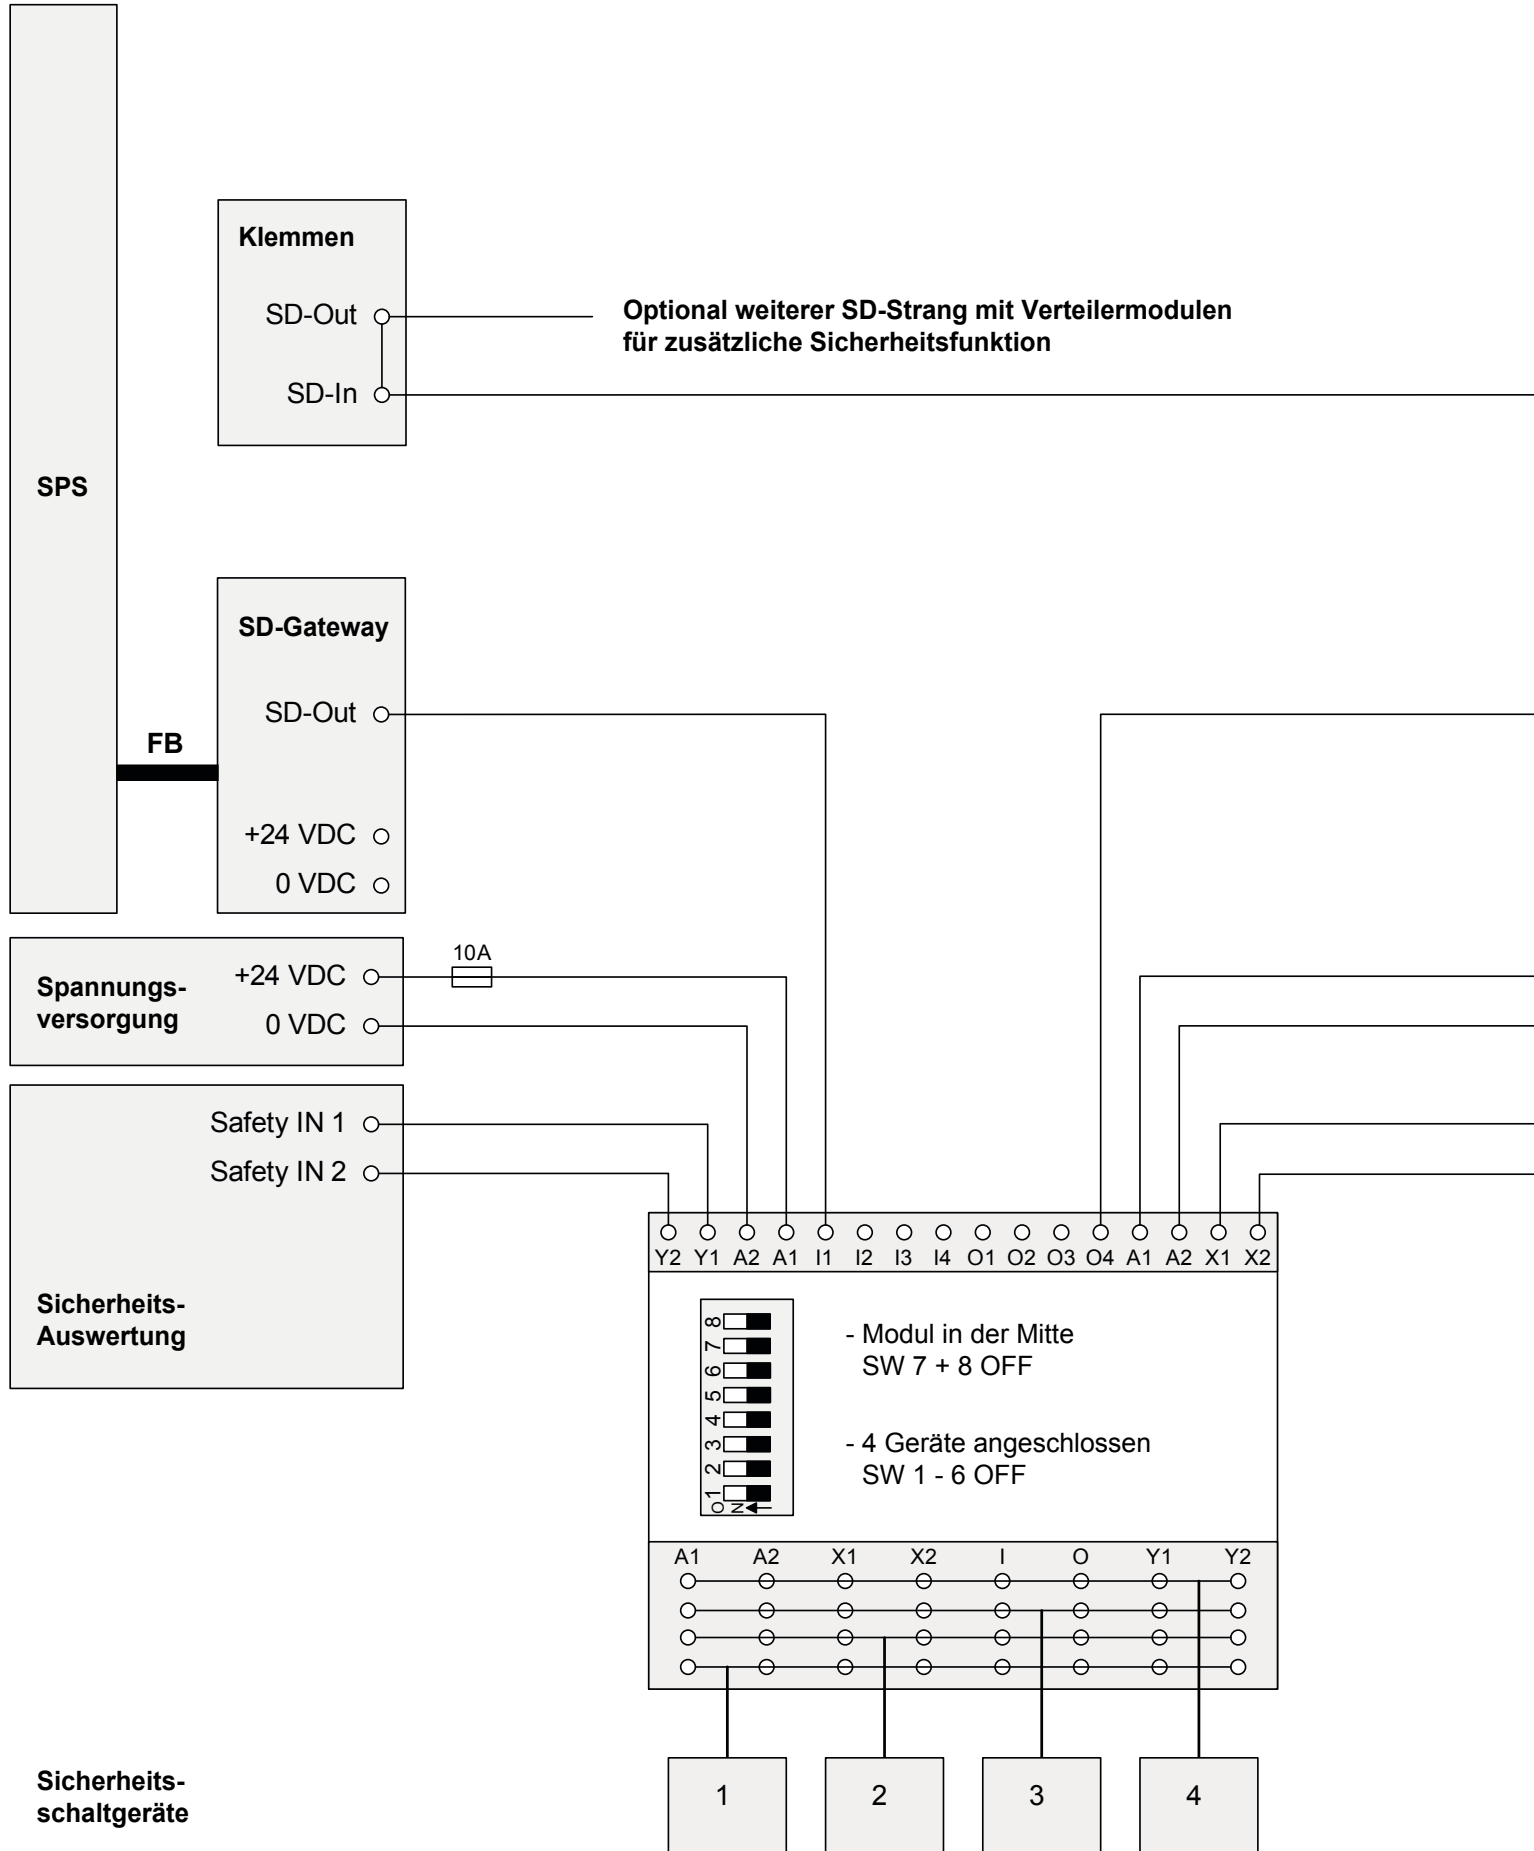 Klemmen
SD-Out
SD-In
Optional weiterer SD-Strang mit Verteilermodulen
für zusätzliche Sicherheitsfunktion
SPS
FB
SD-Gateway
SD-Out
+24 VDC
0 VDC
Spannungs-
versorgung
+24 VDC
0 VDC
10A
Safety IN 1
Safety IN 2
Sicherheits-
Auswertung
Y2 Y1 A2 A1 I1 I2 I3 I4 O1 O2 O3 O4 A1 A2 X1 X2
8
7
6
5
4
3
2
1
ON
- Modul in der Mitte
SW 7 + 8 OFF
- 4 Geräte angeschlossen
SW 1 - 6 OFF
A1 A2 X1 X2 I O Y1 Y2
Sicherheits-
schaltgeräte
1 2 3 4